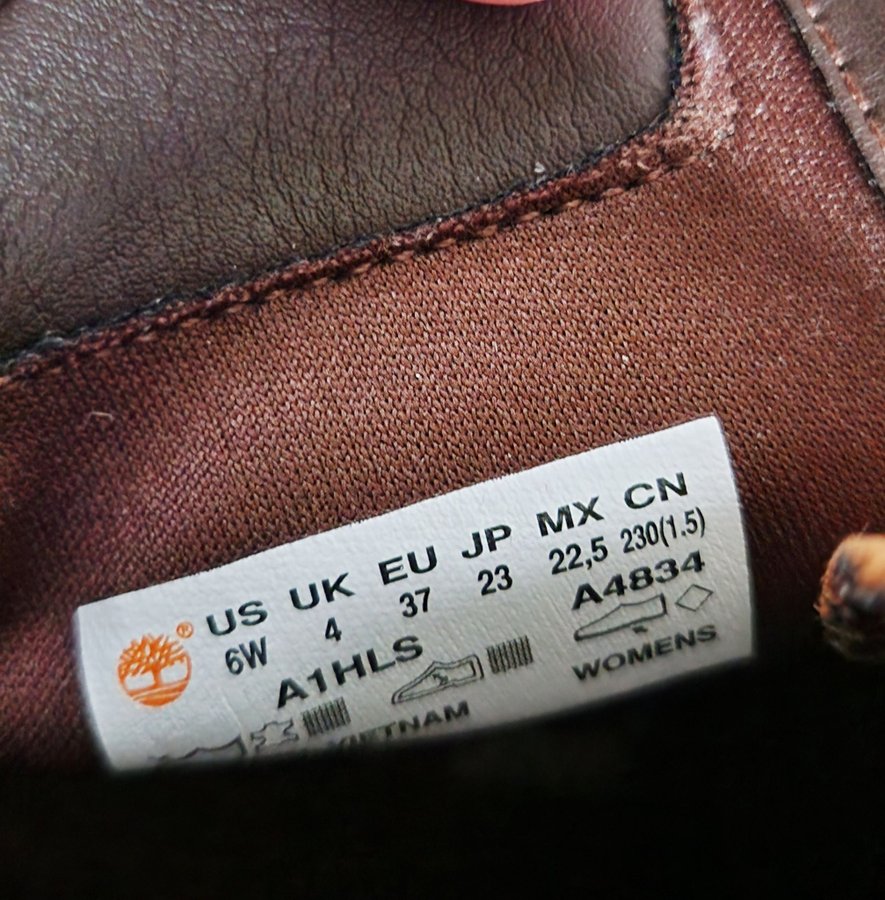 US UK EU JP MX CN
6W 4 37 23 22,5 230(1.5)
A1HLS A4834
WOMENS
VIETNAM
®